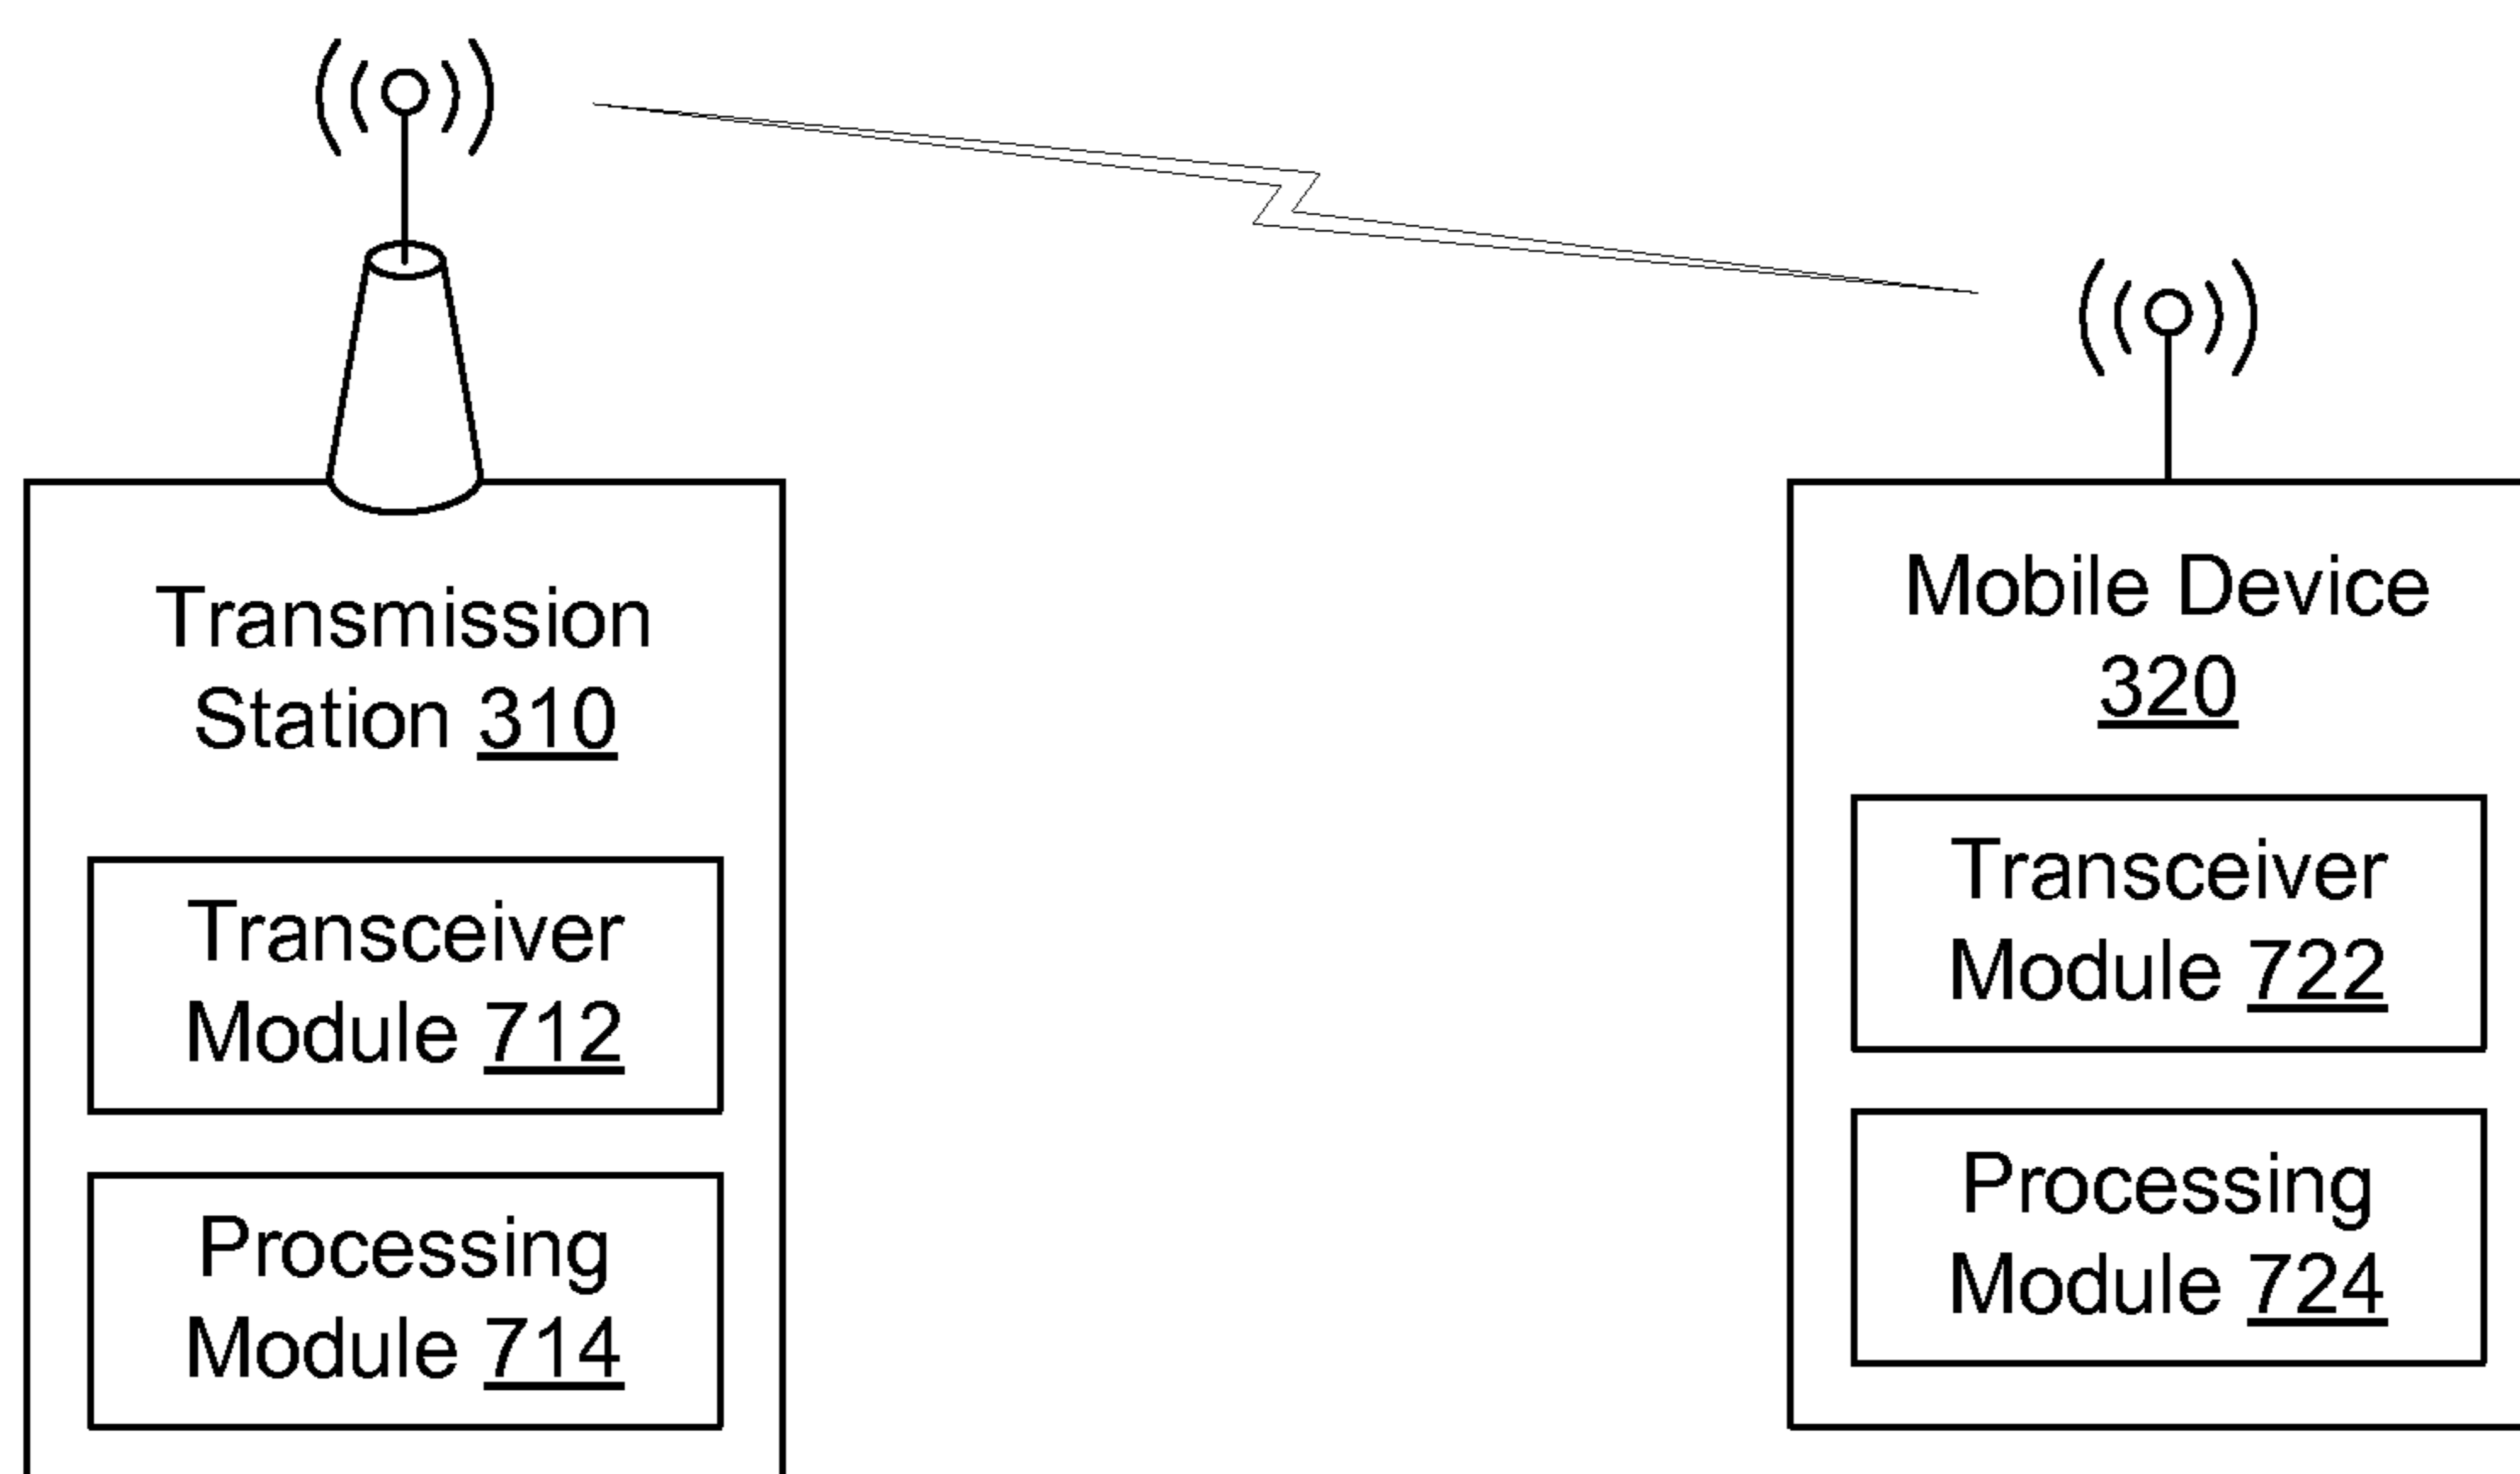 Transmission
Station 310
Transceiver
Module 712
Processing
Module 714
Mobile Device
320
Transceiver
Module 722
Processing
Module 724